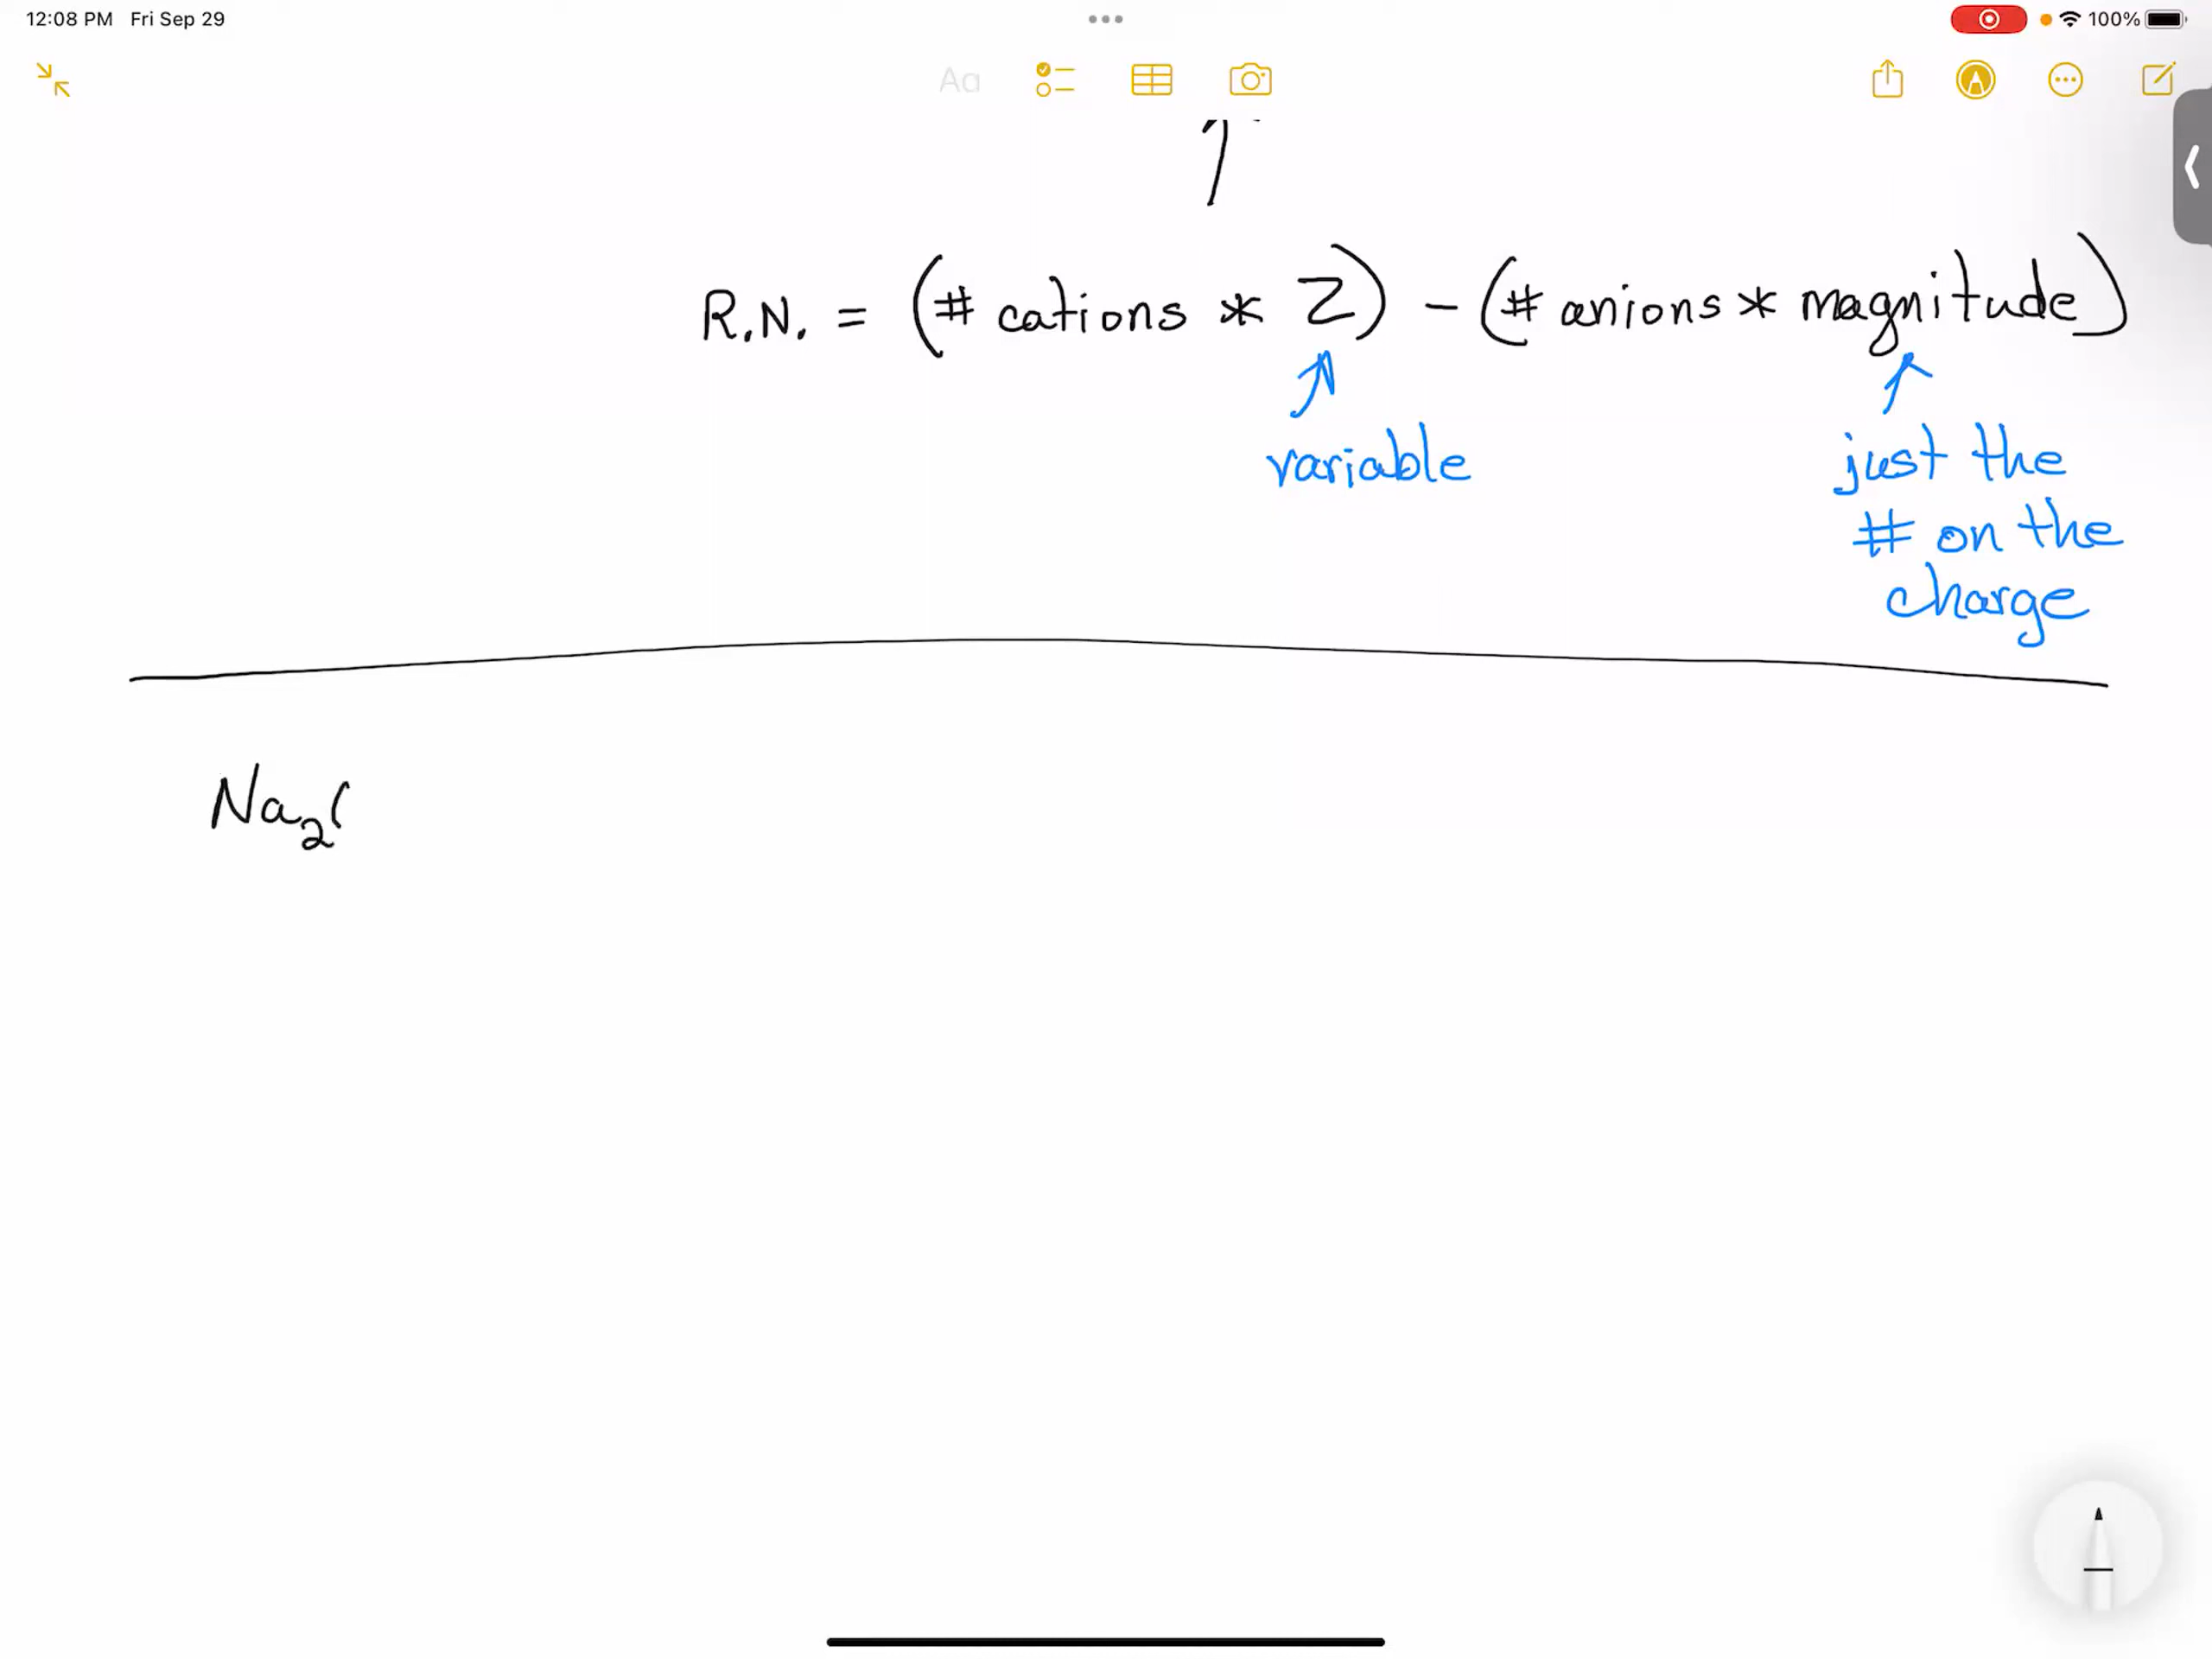 12:08 PM Fri Sep 29
100%
Aa
R.N. = (# cations * Z) - (# anions * magnitude)
variable
just the
# on the
charge
Na₂(